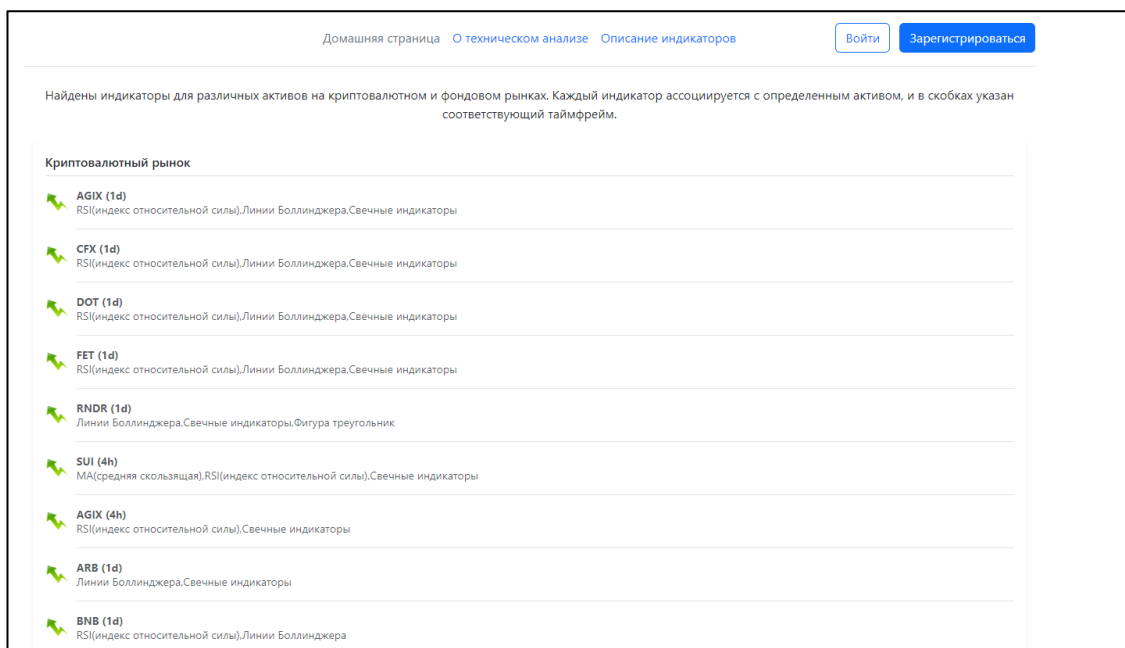 Домашняя страница О техническом анализе Описание индикаторов Войти Зарегистрироваться
Найдены индикаторы для различных активов на криптовалютном и фондовом рынках. Каждый индикатор ассоциируется с определенным активом, и в скобках указан
соответствующий таймфрейм.
Криптовалютный рынок
AGIX (1d)
RSI(индекс относительной силы),Линии Боллинджера,Свечные индикаторы
CFX (1d)
RSI(индекс относительной силы),Линии Боллинджера,Свечные индикаторы
DOT (1d)
RSI(индекс относительной силы),Линии Боллинджера,Свечные индикаторы
FET (1d)
RSI(индекс относительной силы),Линии Боллинджера,Свечные индикаторы
RNDR (1d)
Линии Боллинджера,Свечные индикаторы,Фигура треугольник
SUI (4h)
MA(средняя скользящая),RSI(индекс относительной силы),Свечные индикаторы
AGIX (4h)
RSI(индекс относительной силы),Свечные индикаторы
ARB (1d)
Линии Боллинджера,Свечные индикаторы
BNB (1d)
RSI(индекс относительной силы),Линии Боллинджера